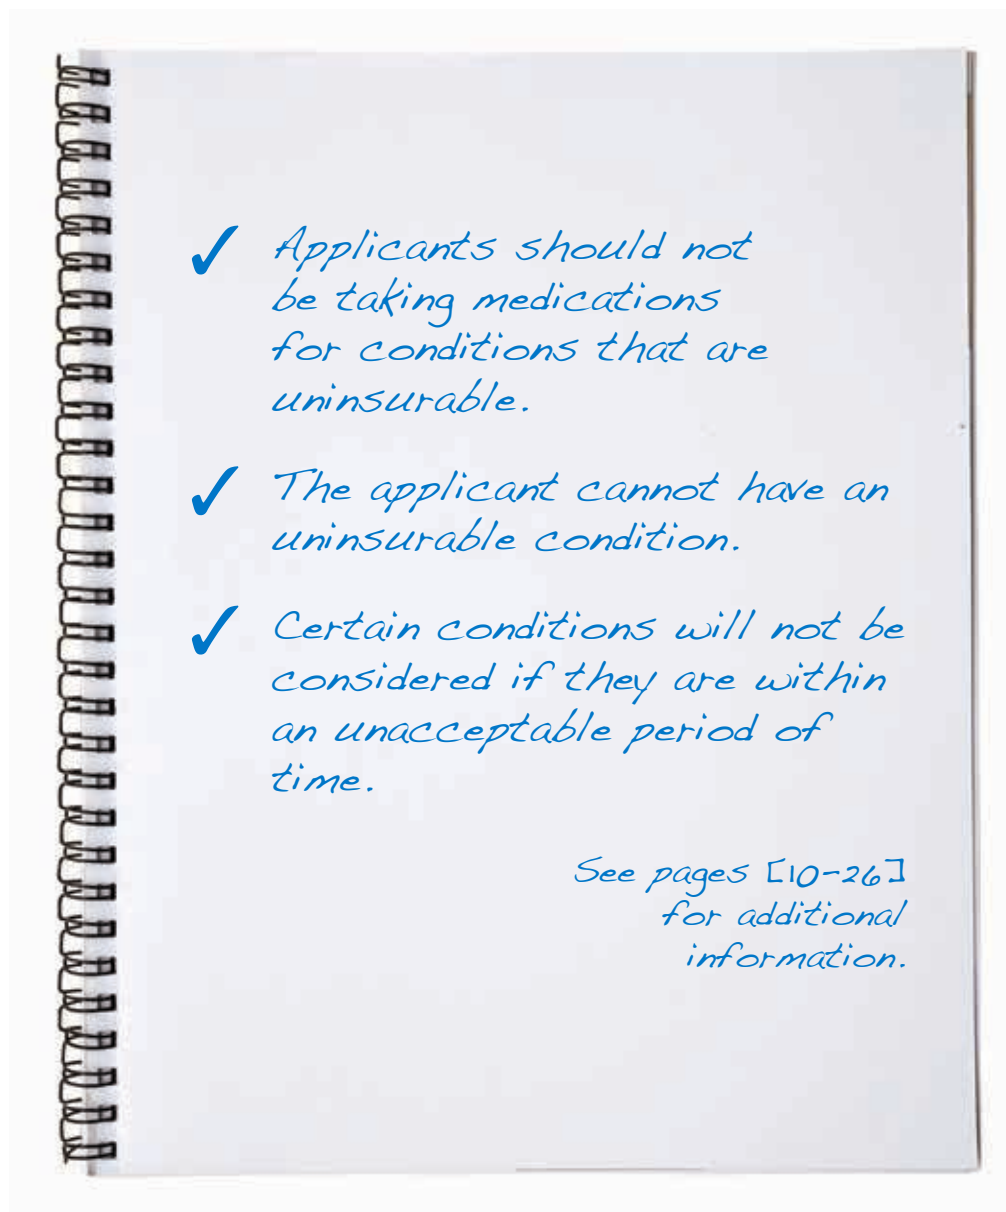 ✓ Applicants should not
be taking medications
for conditions that are
uninsurable.
✓ The applicant cannot have an
uninsurable condition.
✓ Certain conditions will not be
considered if they are within
an unacceptable period of
time.
See pages [10-26]
for additional
information.